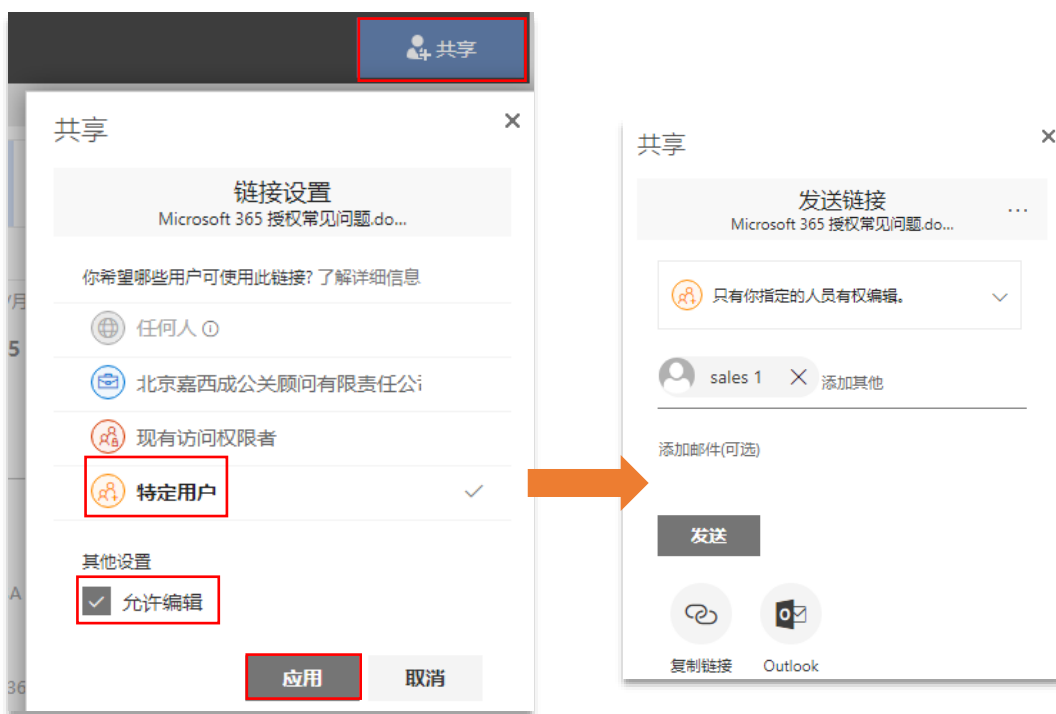 共享
共享
链接设置
Microsoft 365 授权常见问题.do...
你希望哪些用户可使用此链接? 了解详细信息
任何人
北京嘉西成公关顾问有限责任公
现有访问权限者
特定用户
其他设置
允许编辑
应用
取消
/月
5
A
36
共享
发送链接
Microsoft 365 授权常见问题.do...
...
只有你指定的人员有权编辑。
sales 1 添加其他
添加邮件(可选)
发送
复制链接
Outlook